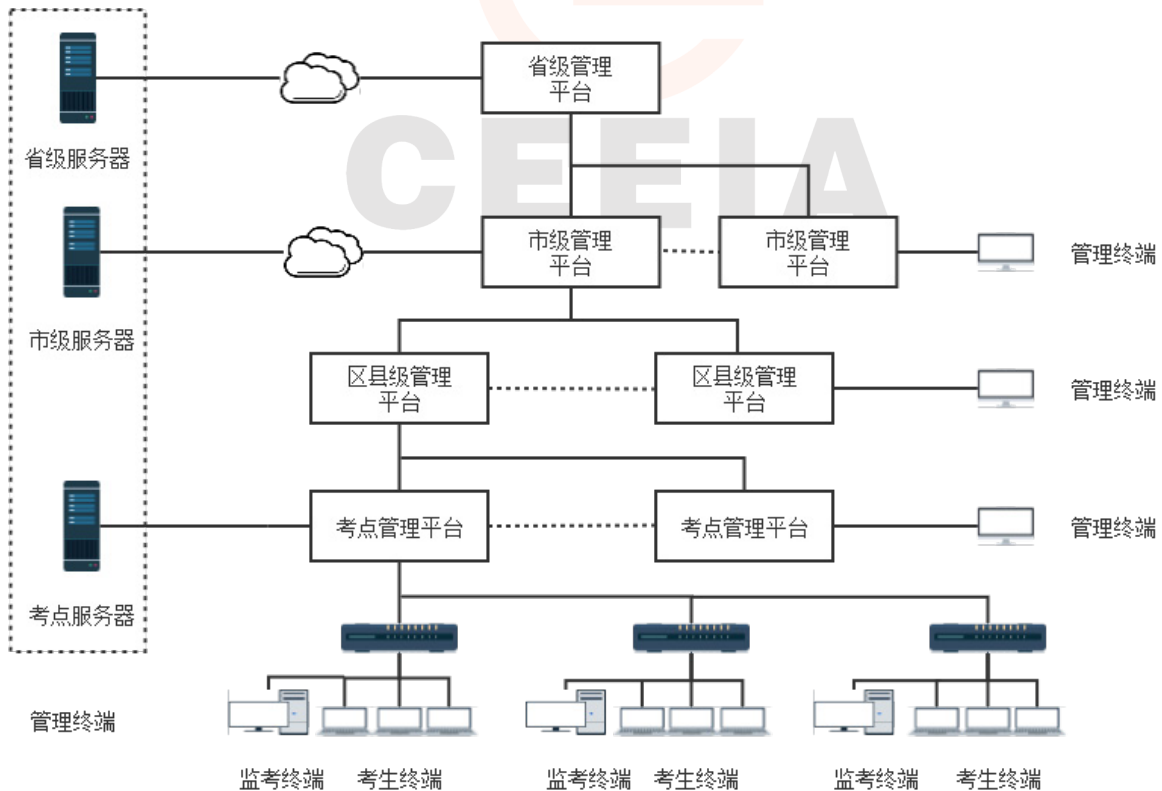 省级管理
平台
省级服务器
CEEIA
市级管理
平台
市级管理
平台
管理终端
市级服务器
区县级管理
平台
区县级管理
平台
管理终端
考点管理平台
考点管理平台
管理终端
考点服务器
管理终端
监考终端 考生终端 监考终端 考生终端 监考终端 考生终端